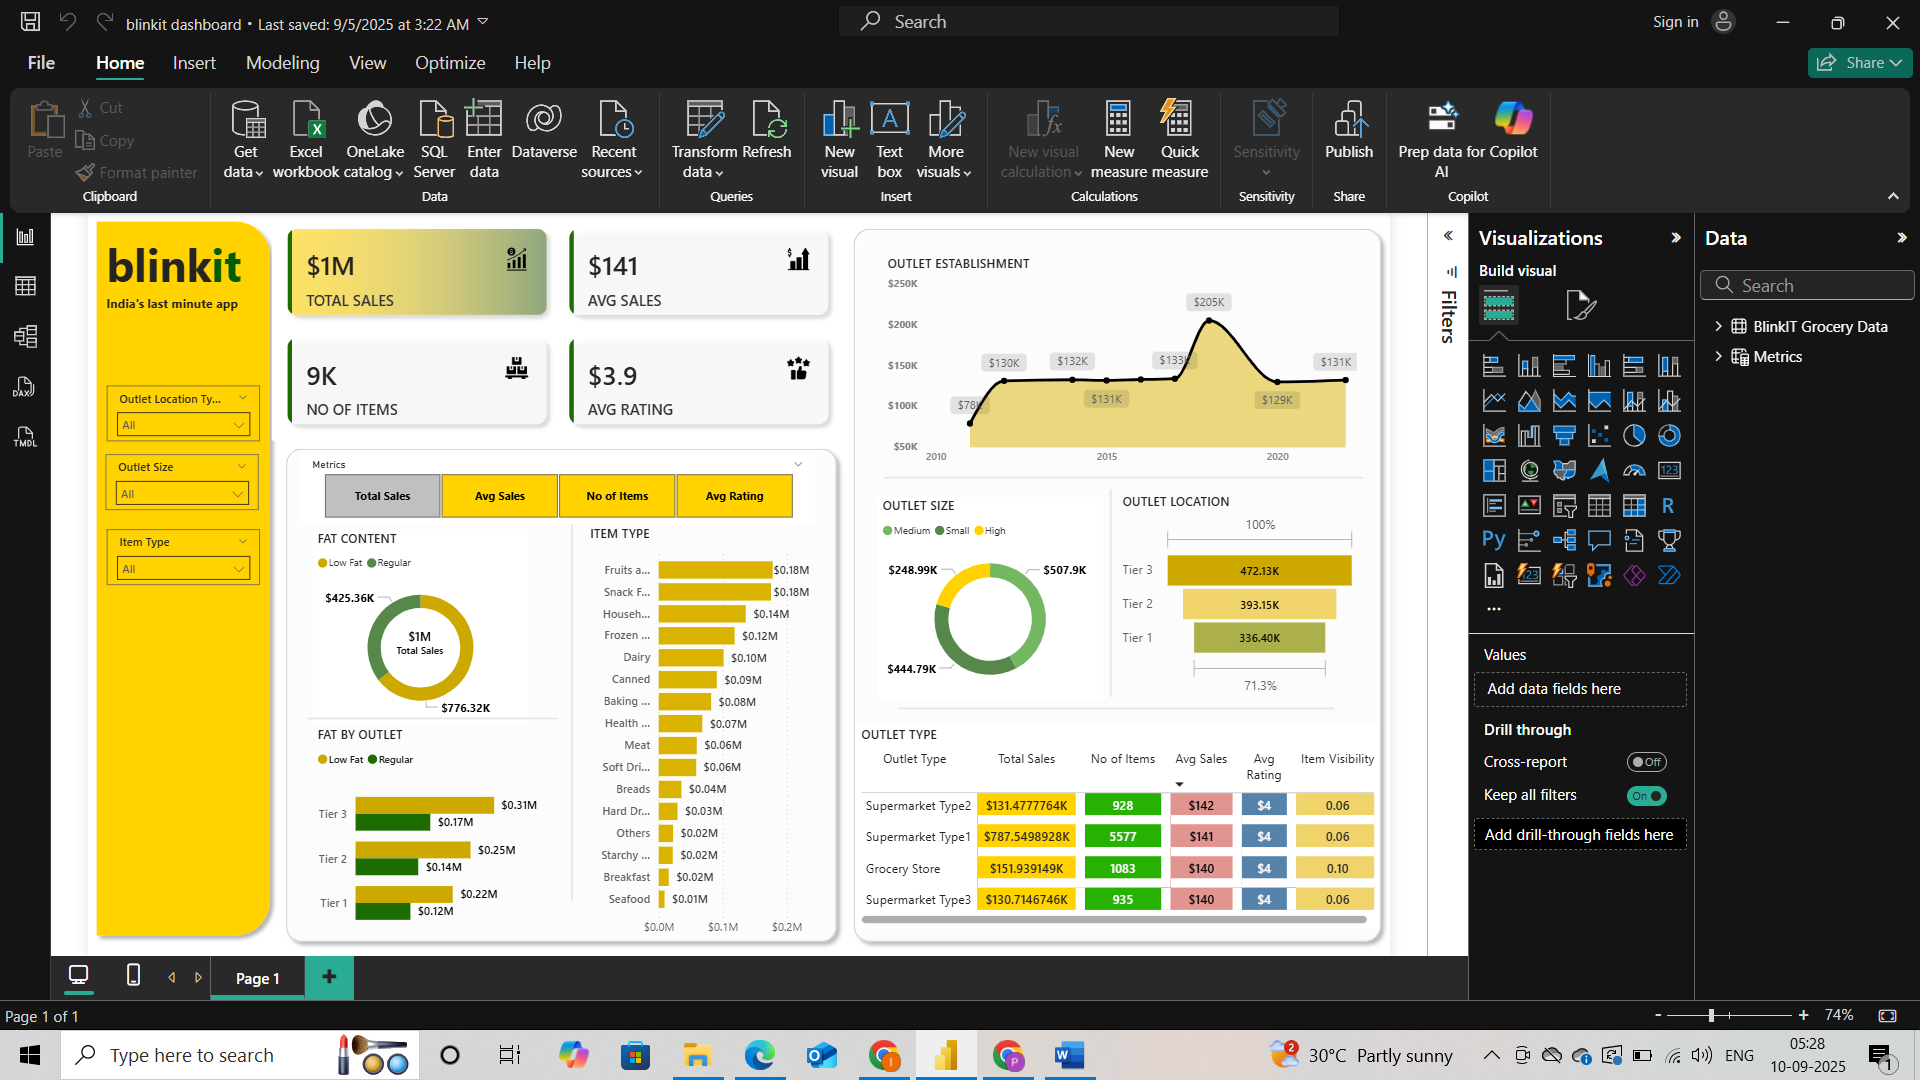 blinkit dashboard • Last saved: 9/5/2025 at 3:22 AM
Search
Sign in
File
Home
Insert
Modeling
View
Optimize
Help
Share
Paste
Cut
Copy
Format painter
Clipboard
Get data
Excel workbook
OneLake catalog
SQL Server
Enter data
Dataverse
Recent sources
Data
Transform data
Refresh
Queries
New visual
Text box
More visuals
Insert
New visual calculation
New measure
Quick measure
Calculations
Sensitivity
Sensitivity
Publish
Share
Prep data for AI
Copilot
Copilot
DAX
TMDL
blinkit
India's last minute app
Outlet Location Ty...
All
Outlet Size
All
Item Type
All
$1M
TOTAL SALES
$141
AVG SALES
9K
NO OF ITEMS
$3.9
AVG RATING
Metrics
Total Sales
Avg Sales
No of Items
Avg Rating
FAT CONTENT
Low Fat Regular
$425.36K
$1M
Total Sales
$776.32K
FAT BY OUTLET
Low Fat Regular
Tier 3
$0.31M
$0.17M
Tier 2
$0.25M
$0.14M
Tier 1
$0.22M
$0.12M
ITEM TYPE
Fruits a... $0.18M
Snack F... $0.18M
Househ... $0.14M
Frozen ... $0.12M
Dairy $0.10M
Canned $0.09M
Baking ... $0.08M
Health ... $0.07M
Meat $0.06M
Soft Dri... $0.06M
Breads $0.04M
Hard Dr... $0.03M
Others $0.02M
Starchy ... $0.02M
Breakfast $0.02M
Seafood $0.01M
$0.0M $0.1M $0.2M
OUTLET ESTABLISHMENT
$250K
$200K
$150K
$100K
$50K
$78K
$130K
$132K
$131K
$133K
$205K
$129K
$131K
2010 2015 2020
OUTLET SIZE
Medium Small High
$248.99K
$507.9K
$444.79K
OUTLET LOCATION
100%
Tier 3 472.13K
Tier 2 393.15K
Tier 1 336.40K
71.3%
OUTLET TYPE
Outlet Type Total Sales No of Items Avg Sales Avg Rating Item Visibility
Supermarket Type2 $131.4777764K 928 $142 $4 0.06
Supermarket Type1 $787.5498928K 5577 $141 $4 0.06
Grocery Store $151.939149K 1083 $140 $4 0.10
Supermarket Type3 $130.7146746K 935 $140 $4 0.06
Filters
Visualizations
Build visual
123
R
Py
123
...
Values
Add data fields here
Drill through
Cross-report
Off
Keep all filters
On
Add drill-through fields here
Data
Search
BlinkIT Grocery Data
Metrics
Page 1
Page 1 of 1
- + 74%
Type here to search
2
30°C Partly sunny
ENG
05:28
10-09-2025
1